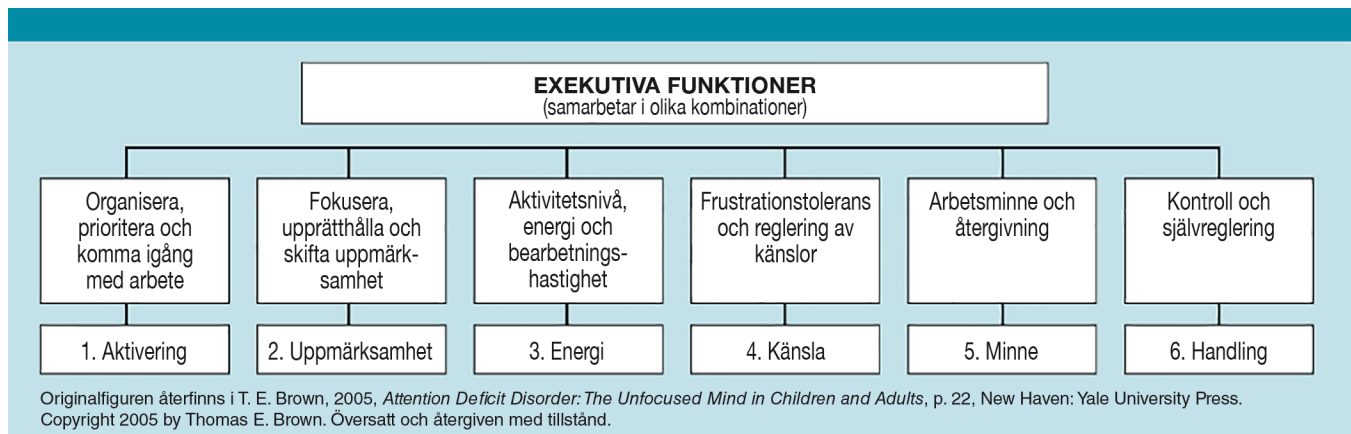 EXEKUTIVA FUNKTIONER
(samarbetar i olika kombinationer)
Organisera,
prioritera och
komma igång
med arbete
Fokusera,
upprätthålla och
skifta uppmärk-
samhet
Aktivitetsnivå,
energi och
bearbetnings-
hastighet
Frustrationstolerans
och reglering av
känslor
Arbetsminne och
återgivning
Kontroll och
självreglering
1. Aktivering
2. Uppmärksamhet
3. Energi
4. Känsla
5. Minne
6. Handling
Originalfiguren återfinns i T. E. Brown, 2005, Attention Deficit Disorder: The Unfocused Mind in Children and Adults, p. 22, New Haven: Yale University Press.
Copyright 2005 by Thomas E. Brown. Översatt och återgiven med tillstånd.